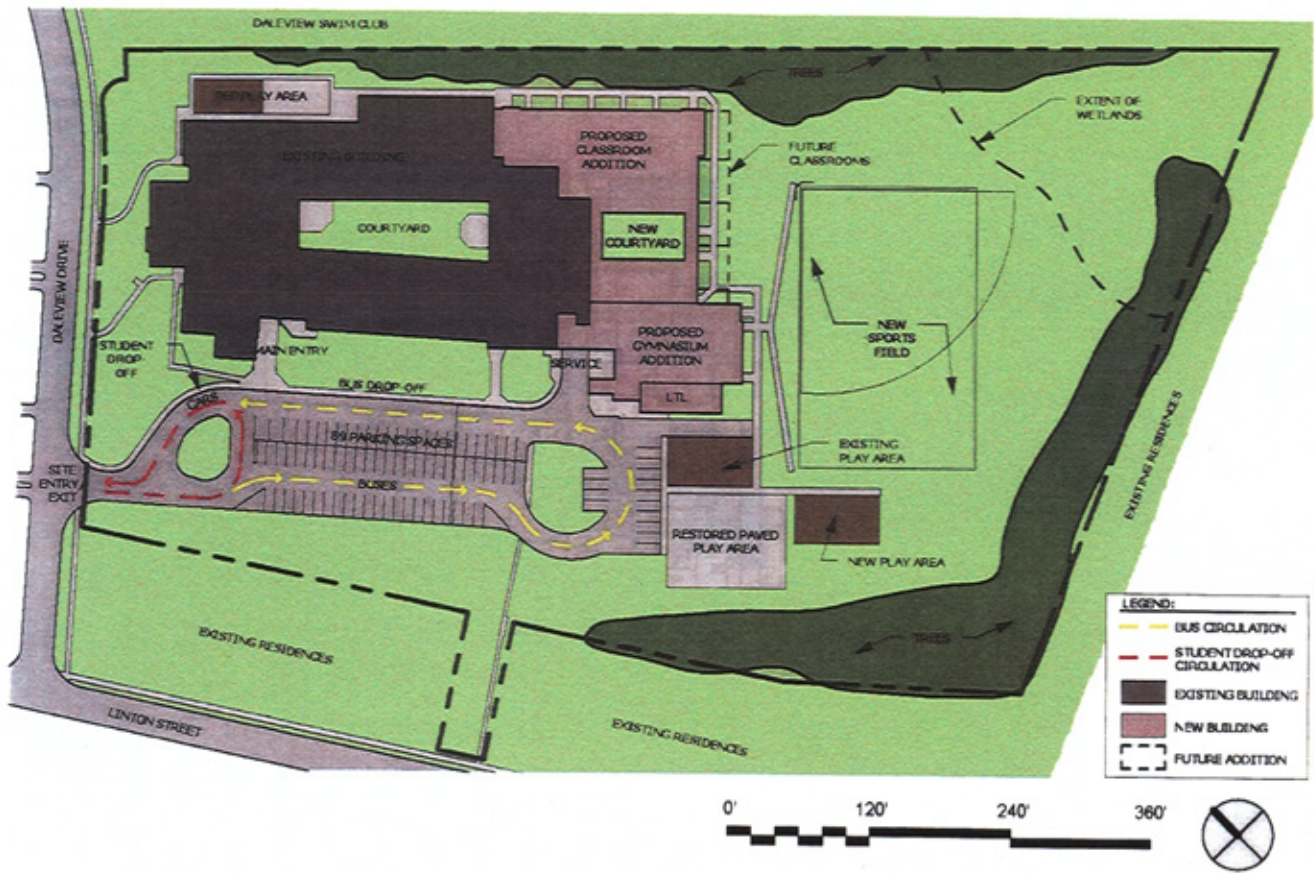 DALEVIEW SWIM CLUB
TREES
PLAY AREA
EXTENT OF
WETLANDS
PROPOSED
CLASSROOM
ADDITION
EXISTING BUILDING
FUTURE
CLASSROOMS
COURTYARD
NEW
COURTYARD
DALEVIEW DRIVE
NEW
SPORTS
FIELD
PROPOSED
GYMNASIUM
ADDITION
STUDENT
DROP-
OFF
MAIN ENTRY
SERVICE
BUS DROP-OFF
CARS
89 PARKING SPACES
EXISTING
PLAY AREA
SITE
ENTRY
EXIT
BUSES
EXISTING RESIDENCES
RESTORED PAVED
PLAY AREA
NEW PLAY AREA
EXISTING RESIDENCES
TREES
LINTON STREET
EXISTING RESIDENCES
LEGEND:
BUS CIRCULATION
STUDENT DROP-OFF
CIRCULATION
EXISTING BUILDING
NEW BUILDING
FUTURE ADDITION
0' 120' 240' 360'